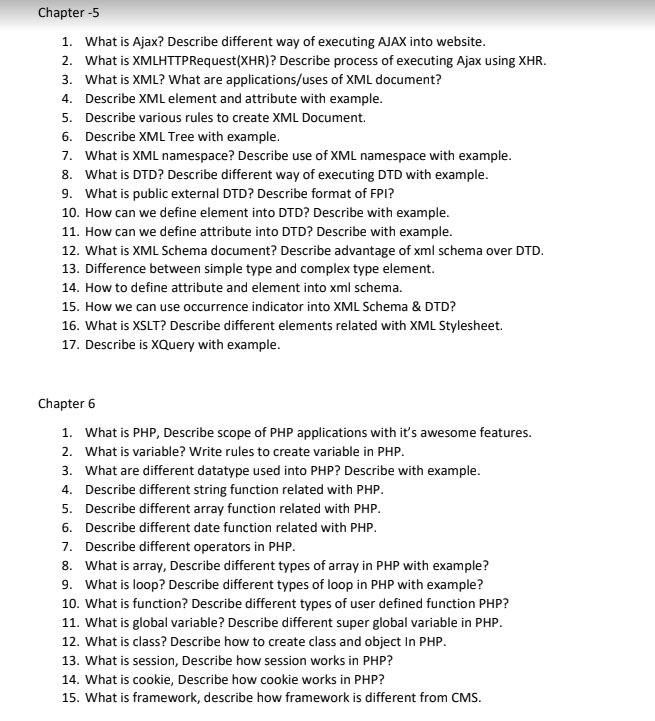 Chapter -5
1. What is Ajax? Describe different way of executing AJAX into website.
2. What is XMLHTTPRequest(XHR)? Describe process of executing Ajax using XHR.
3. What is XML? What are applications/uses of XML document?
4. Describe XML element and attribute with example.
5. Describe various rules to create XML Document.
6. Describe XML Tree with example.
7. What is XML namespace? Describe use of XML namespace with example.
8. What is DTD? Describe different way of executing DTD with example.
9. What is public external DTD? Describe format of FPI?
10. How can we define element into DTD? Describe with example.
11. How can we define attribute into DTD? Describe with example.
12. What is XML Schema document? Describe advantage of xml schema over DTD.
13. Difference between simple type and complex type element.
14. How to define attribute and element into xml schema.
15. How we can use occurrence indicator into XML Schema & DTD?
16. What is XSLT? Describe different elements related with XML Stylesheet.
17. Describe is XQuery with example.
Chapter 6
1. What is PHP, Describe scope of PHP applications with it's awesome features.
2. What is variable? Write rules to create variable in PHP.
3. What are different datatype used into PHP? Describe with example.
4. Describe different string function related with PHP.
5. Describe different array function related with PHP.
6. Describe different date function related with PHP.
7. Describe different operators in PHP.
8. What is array, Describe different types of array in PHP with example?
9. What is loop? Describe different types of loop in PHP with example?
10. What is function? Describe different types of user defined function PHP?
11. What is global variable? Describe different super global variable in PHP.
12. What is class? Describe how to create class and object In PHP.
13. What is session, Describe how session works in PHP?
14. What is cookie, Describe how cookie works in PHP?
15. What is framework, describe how framework is different from CMS.